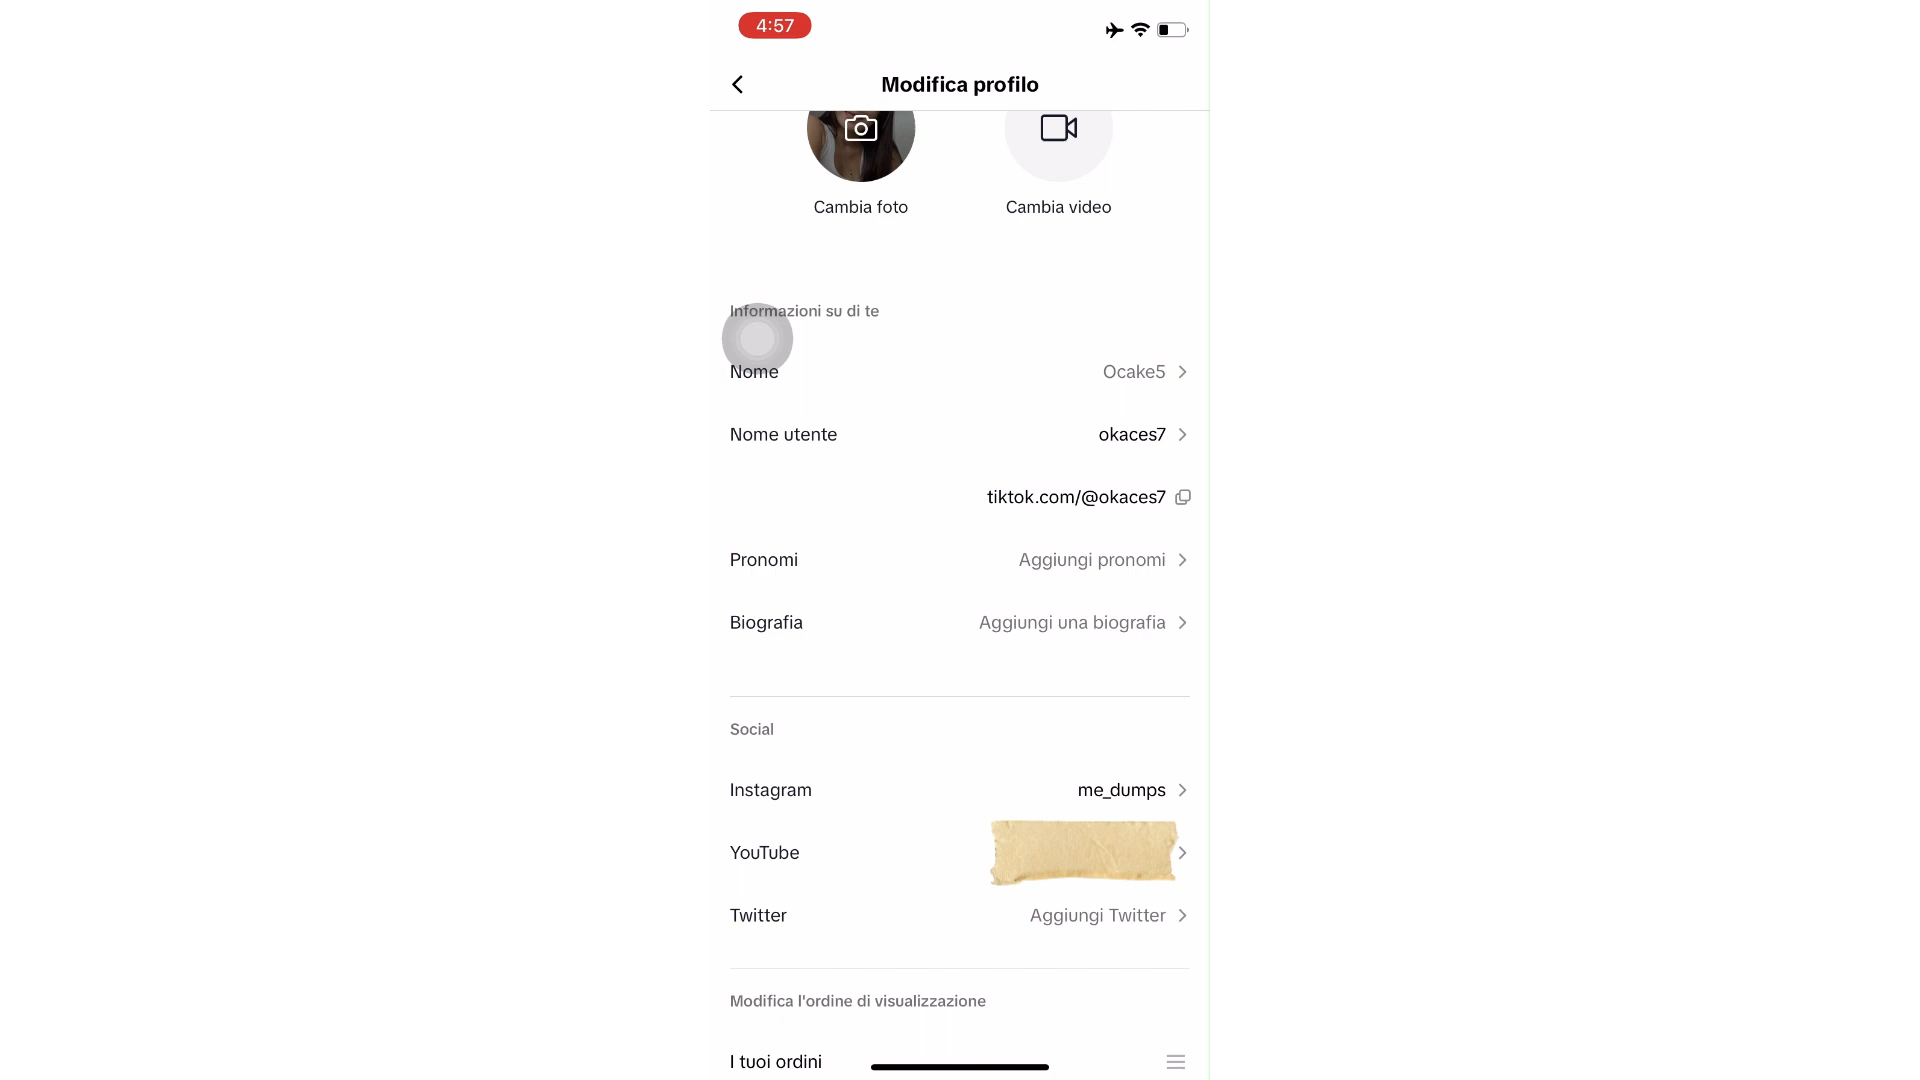 4:57
Modifica profilo
Cambia foto
Cambia video
Informazioni su di te
Nome
Ocake5
Nome utente
okaces7
tiktok.com/@okaces7
Pronomi
Aggiungi pronomi
Biografia
Aggiungi una biografia
Social
Instagram
me_dumps
YouTube
Twitter
Aggiungi Twitter
Modifica l'ordine di visualizzazione
I tuoi ordini